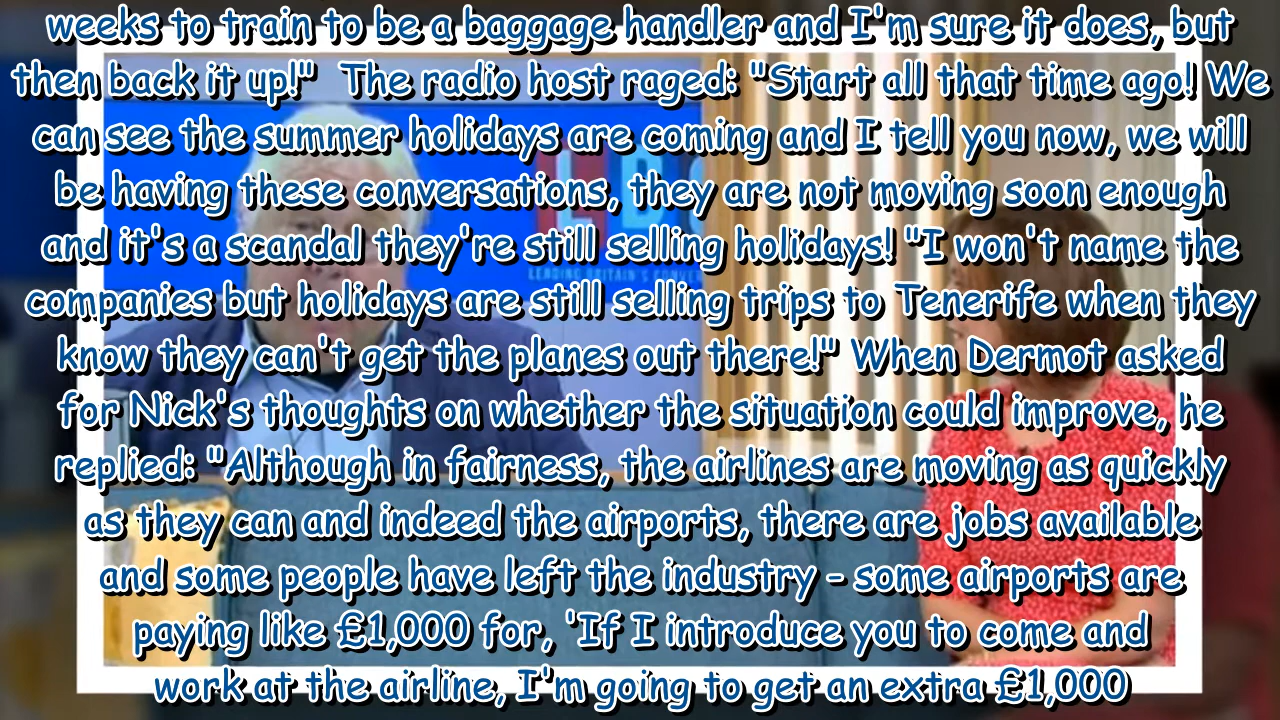 weeks to train to be a baggage handler and I'm sure it does, but
then back it up!"  The radio host raged: "Start all that time ago! We
can see the summer holidays are coming and I tell you now, we will
be having these conversations, they are not moving soon enough
and it's a scandal they're still selling holidays! "I won't name the
companies but holidays are still selling trips to Tenerife when they
know they can't get the planes out there!" When Dermot asked
for Nick's thoughts on whether the situation could improve, he
replied: "Although in fairness, the airlines are moving as quickly
as they can and indeed the airports, there are jobs available
and some people have left the industry - some airports are
paying like £1,000 for, 'If I introduce you to come and
work at the airline, I'm going to get an extra £1,000